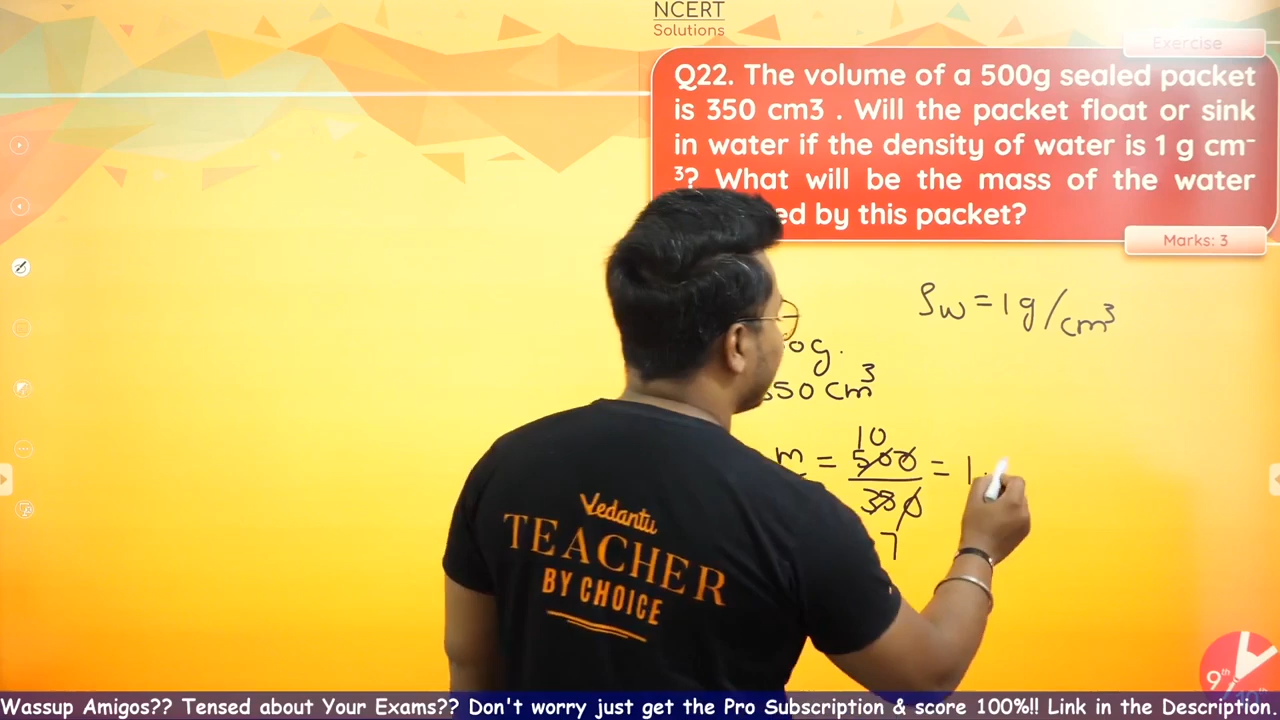 NCERT
Solutions
Exercise
Q22. The volume of a 500g sealed packet
is 350 cm3 . Will the packet float or sink
in water if the density of water is 1 g cm⁻
³? What will be the mass of the water
ed by this packet?
Marks: 3
ρw = 1 g/cm³
0g.
350 cm³
10
m = 500 = 1.
350
7
Vedantu
TEACHER
BY CHOICE
9th
10th
Wassup Amigos?? Tensed about Your Exams?? Don't worry just get the Pro Subscription & score 100%!! Link in the Description.